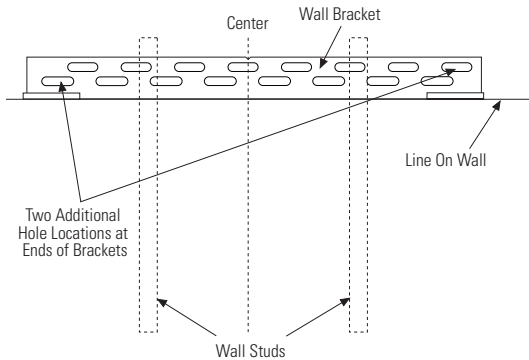 Center
Wall Bracket
Line On Wall
Two Additional
Hole Locations at
Ends of Brackets
Wall Studs